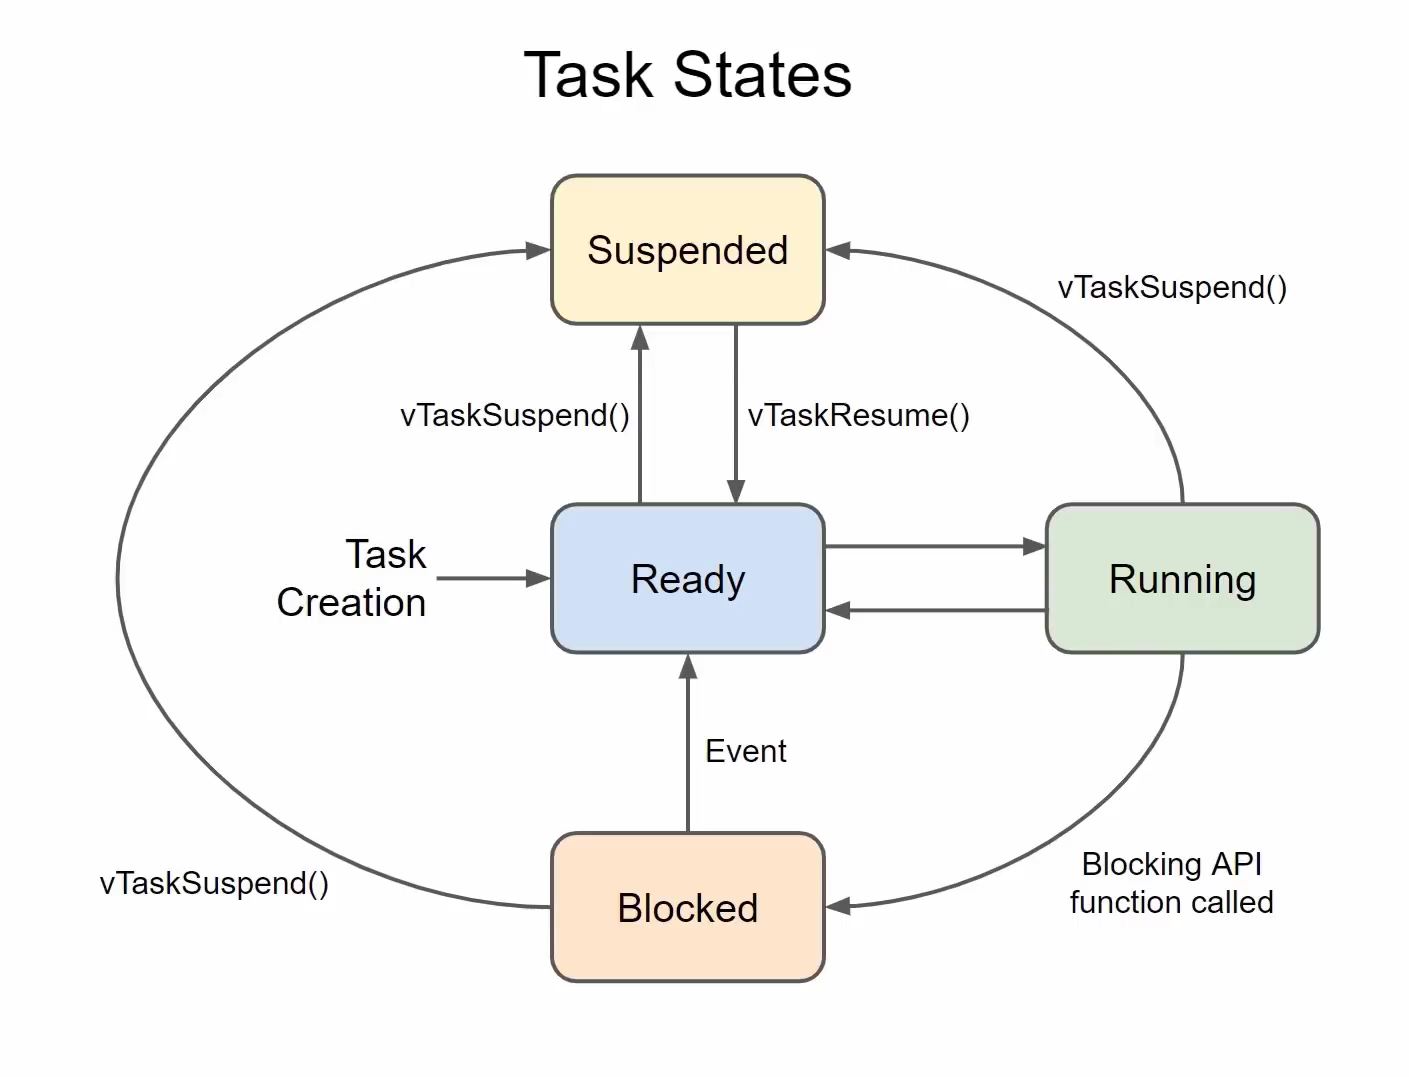 Task States
Suspended
vTaskSuspend()
vTaskSuspend()
vTaskResume()
Task
Creation
Ready
Running
Event
Blocking API
function called
vTaskSuspend()
Blocked